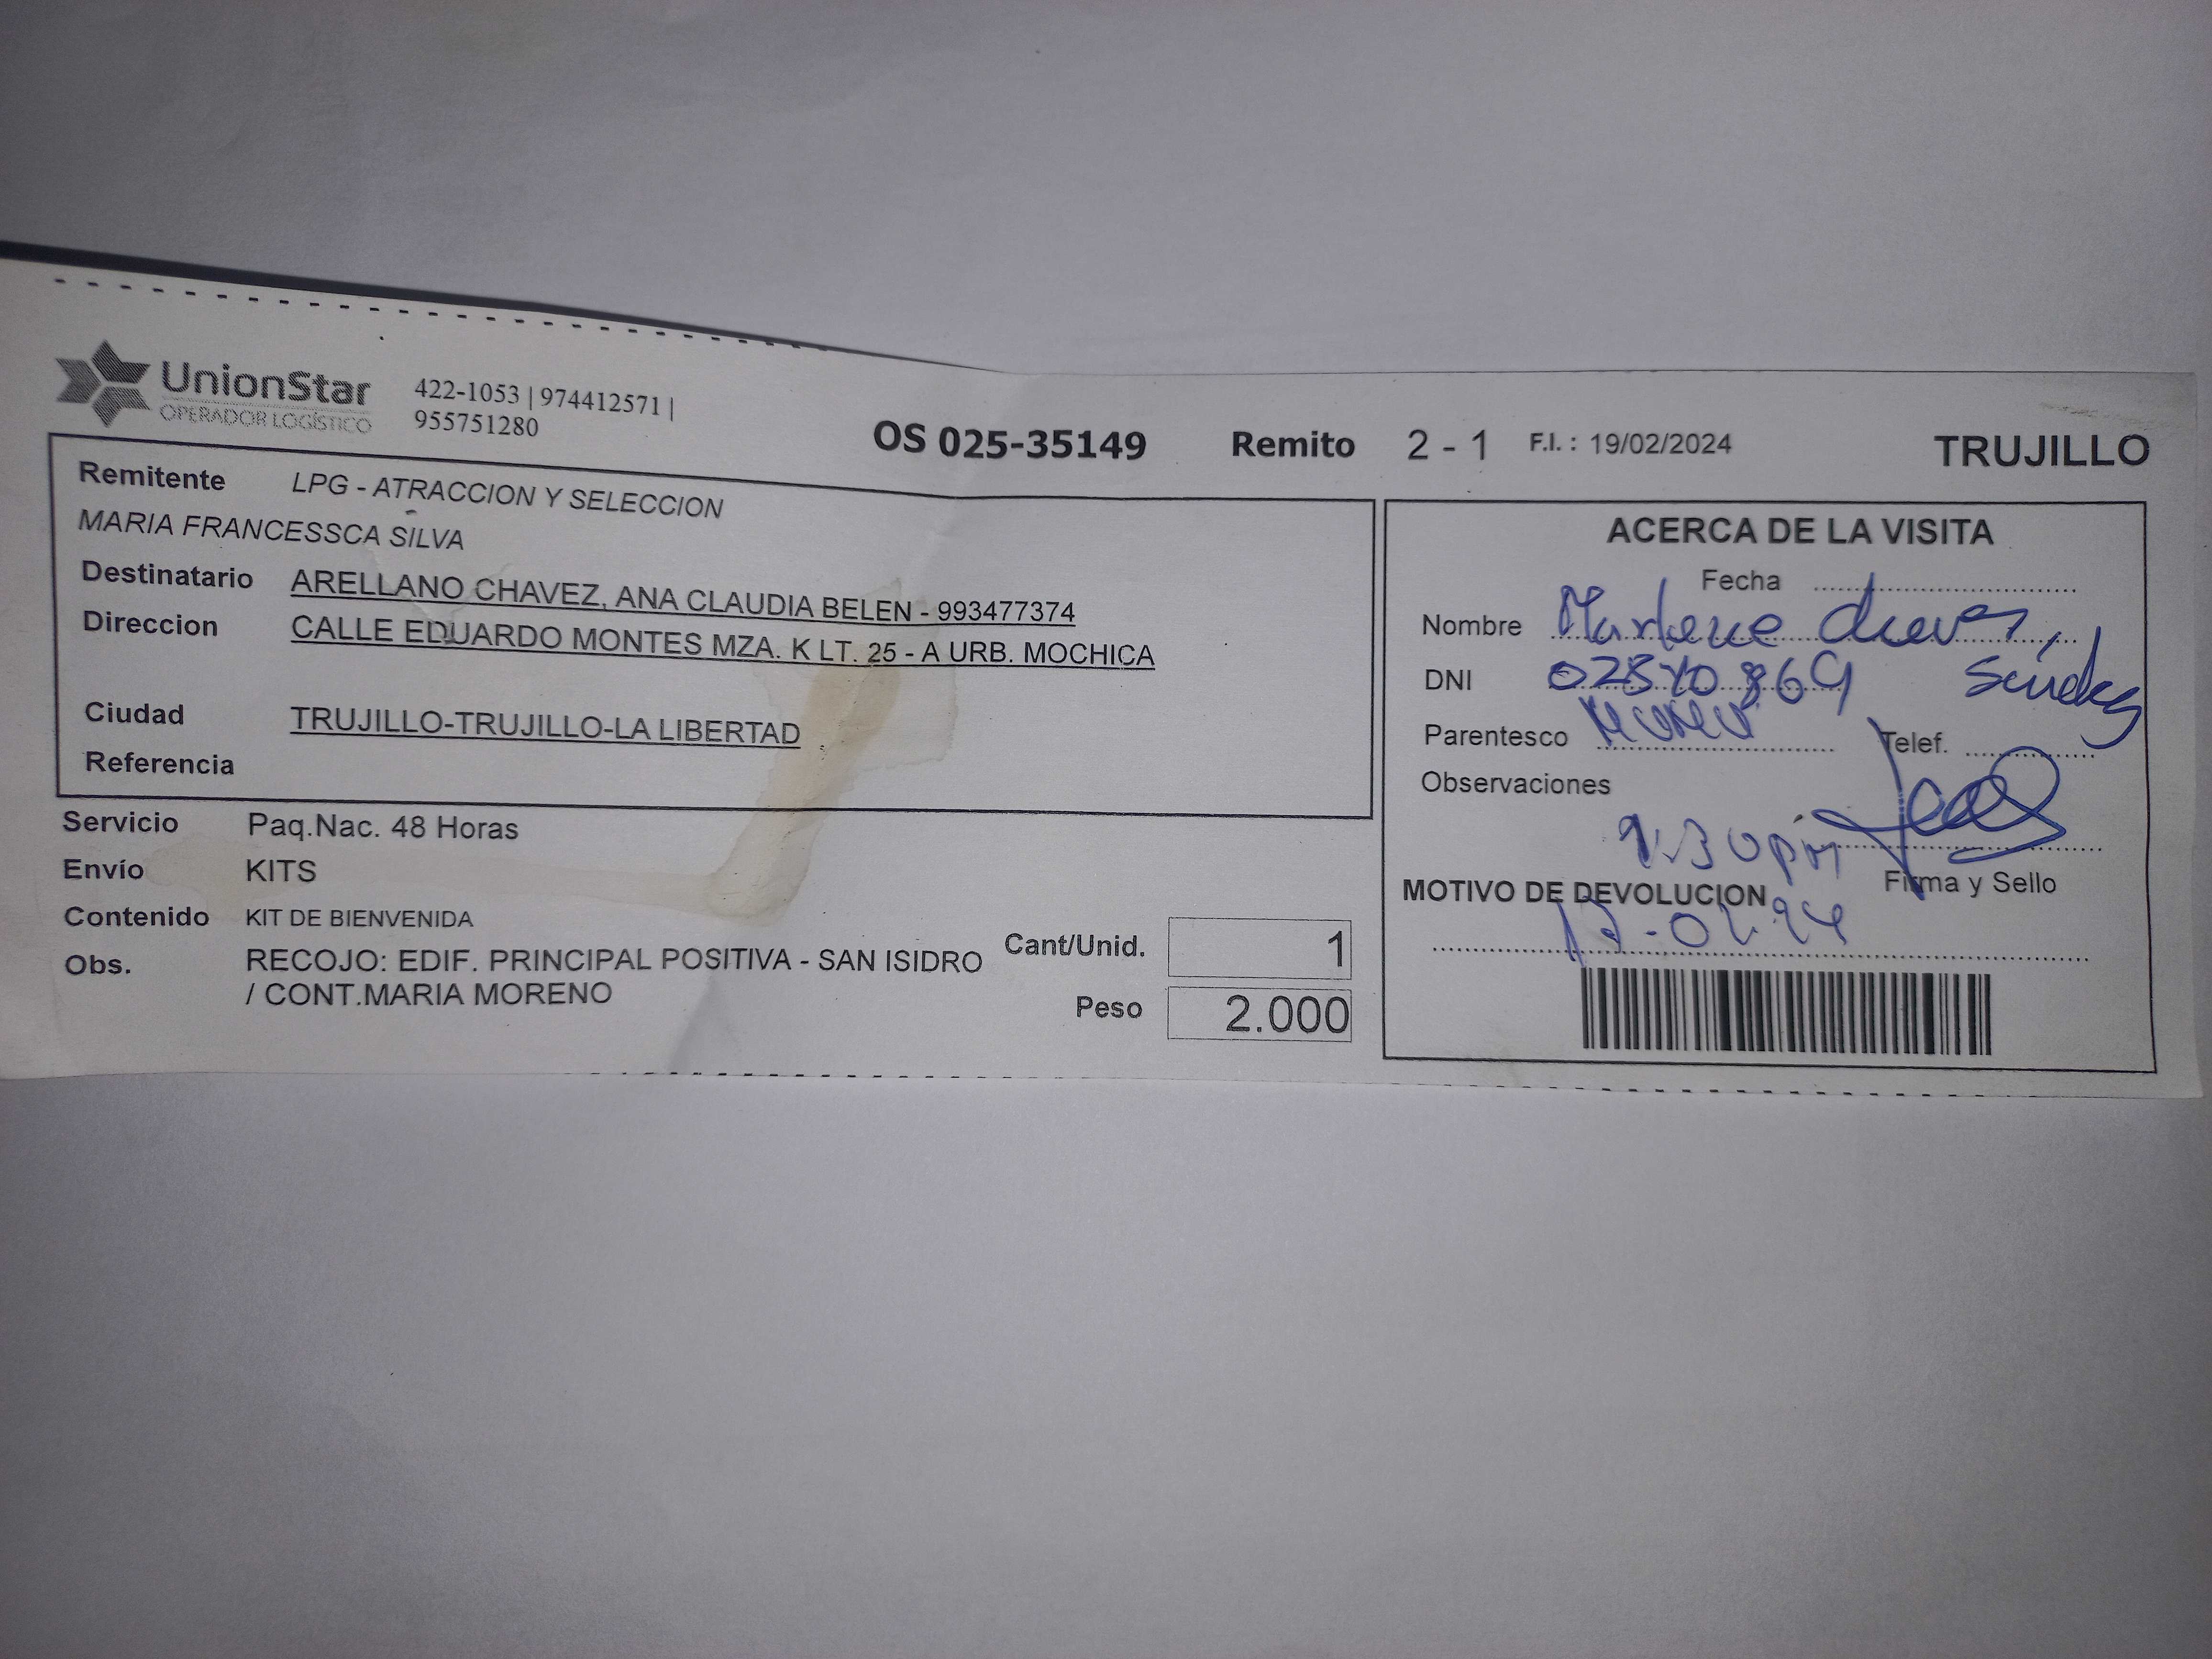 UnionStar
OPERADOR LOGÍSTICO
422-1053 | 974412571 |
955751280
OS 025-35149 Remito 2 - 1 F.I. : 19/02/2024 TRUJILLO
Remitente LPG - ATRACCION Y SELECCION
MARIA FRANCESSCA SILVA
Destinatario ARELLANO CHAVEZ, ANA CLAUDIA BELEN - 993477374
Direccion CALLE EDUARDO MONTES MZA. K LT. 25 - A URB. MOCHICA
Ciudad TRUJILLO-TRUJILLO-LA LIBERTAD
Referencia
Servicio Paq.Nac. 48 Horas
Envío KITS
Contenido KIT DE BIENVENIDA
Obs. RECOJO: EDIF. PRINCIPAL POSITIVA - SAN ISIDRO
/ CONT.MARIA MORENO
Cant/Unid. 1
Peso 2.000
ACERCA DE LA VISITA
Fecha
Nombre Marlene
DNI
Parentesco
Telef.
Observaciones
1:30 pm
Firma y Sello
MOTIVO DE DEVOLUCION